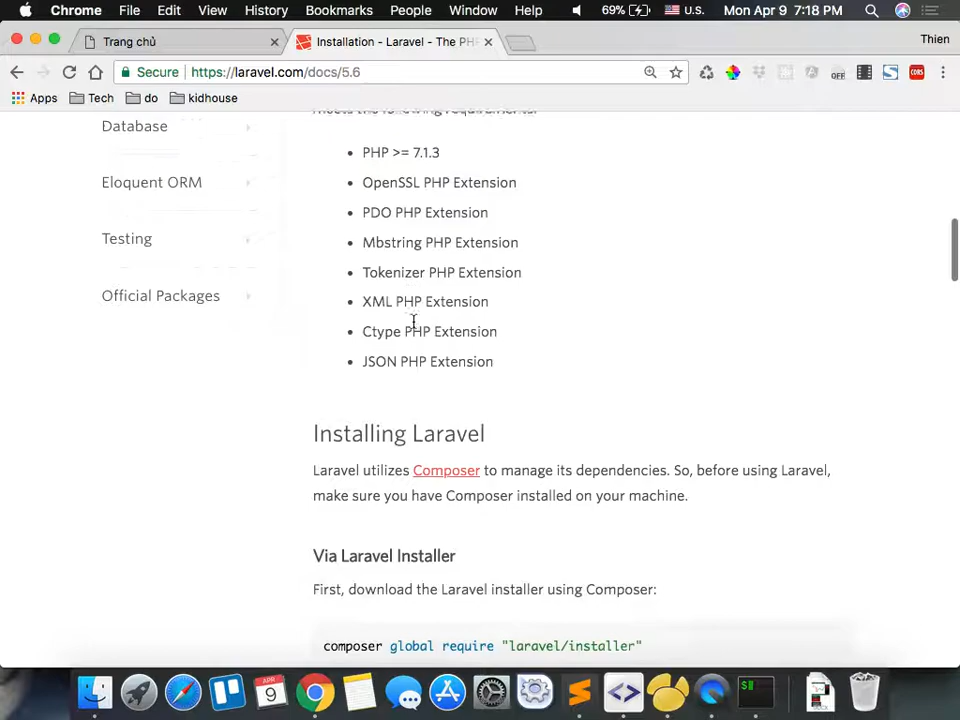 Chrome File Edit View History Bookmarks People Window Help 69% U.S. Mon Apr 9 7:18 PM
Trang chủ
Installation - Laravel - The PH
Thien
Secure https://laravel.com/docs/5.6
OFF
CORS
Apps Tech do kidhouse
Database
Eloquent ORM
Testing
Official Packages
• PHP >= 7.1.3
• OpenSSL PHP Extension
• PDO PHP Extension
• Mbstring PHP Extension
• Tokenizer PHP Extension
• XML PHP Extension
• Ctype PHP Extension
• JSON PHP Extension
Installing Laravel
Laravel utilizes Composer to manage its dependencies. So, before using Laravel,
make sure you have Composer installed on your machine.
Via Laravel Installer
First, download the Laravel installer using Composer:
composer global require "laravel/installer"
APR
9